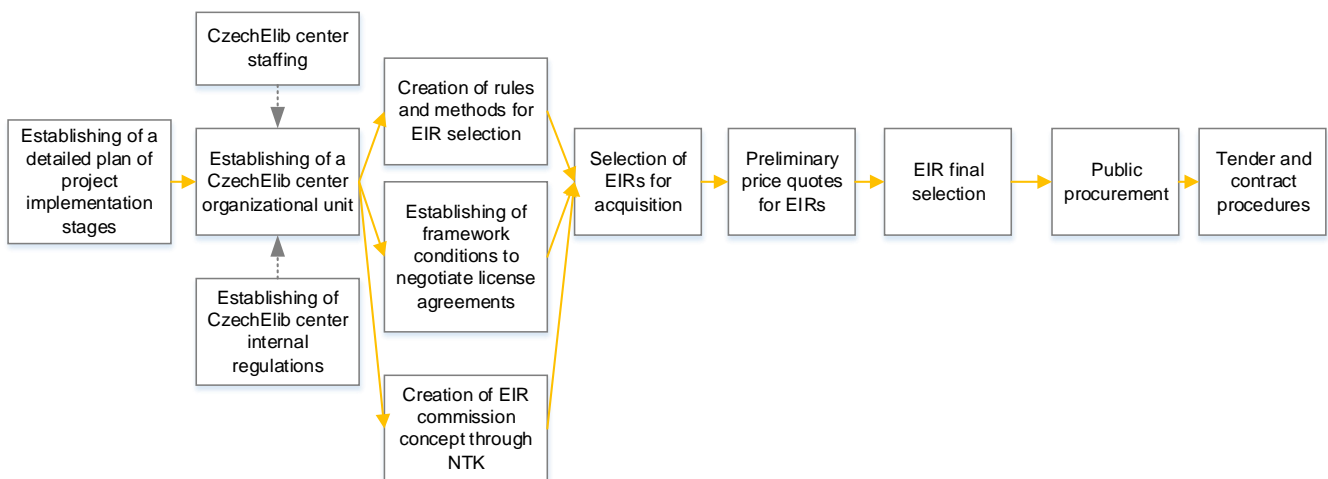 CzechElib center
staffing
Establishing of a
detailed plan of
project
implementation
stages
Establishing of a
CzechElib center
organizational unit
Establishing of
CzechElib center
internal
regulations
Creation of rules
and methods for
EIR selection
Establishing of
framework
conditions to
negotiate license
agreements
Creation of EIR
commission
concept through
NTK
Selection of
EIRs for
acquisition
Preliminary
price quotes
for EIRs
EIR final
selection
Public
procurement
Tender and
contract
procedures